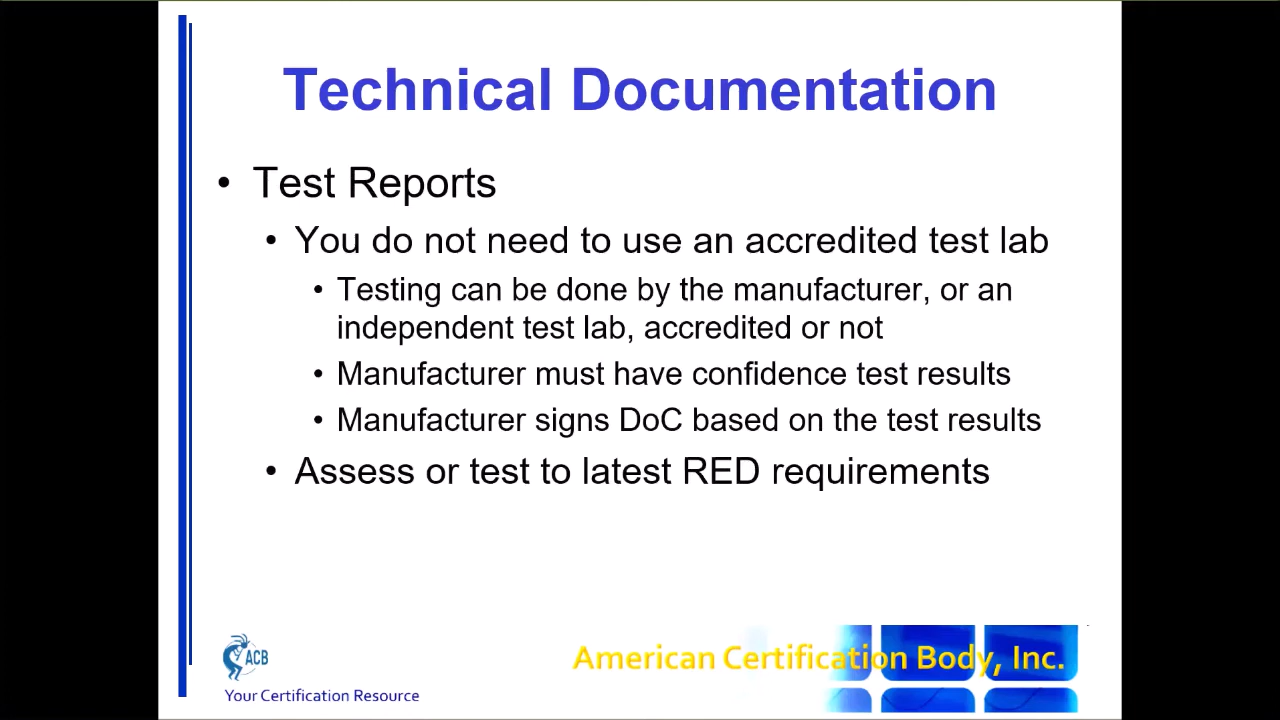 Technical Documentation
• Test Reports
• You do not need to use an accredited test lab
• Testing can be done by the manufacturer, or an
independent test lab, accredited or not
• Manufacturer must have confidence test results
• Manufacturer signs DoC based on the test results
• Assess or test to latest RED requirements
ACB
American Certification Body, Inc.
Your Certification Resource